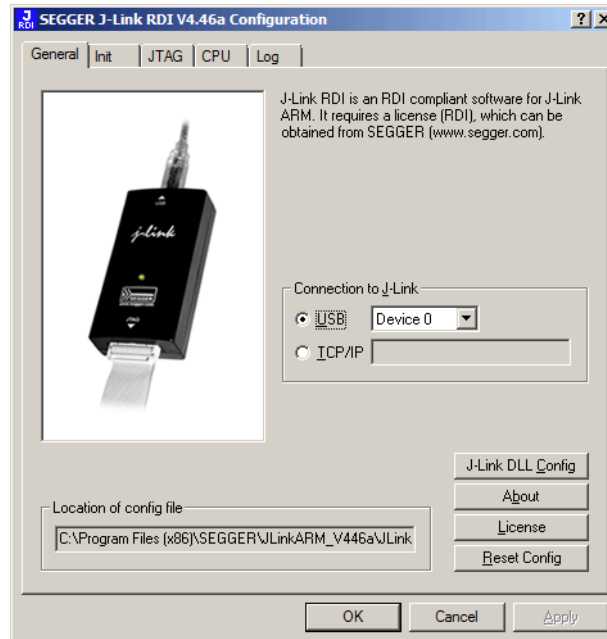 SEGGER J-Link RDI V4.46a Configuration
General
Init
JTAG
CPU
Log
J-Link RDI is an RDI compliant software for J-Link
ARM. It requires a license (RDI), which can be
obtained from SEGGER (www.segger.com).
J-Link
SEGGER
JTAG
Connection to J-Link
USB
Device 0
TCP/IP
J-Link DLL Config
About
License
Reset Config
Location of config file
C:\Program Files (x86)\SEGGER\JLinkARM_V446a\JLink
OK
Cancel
Apply